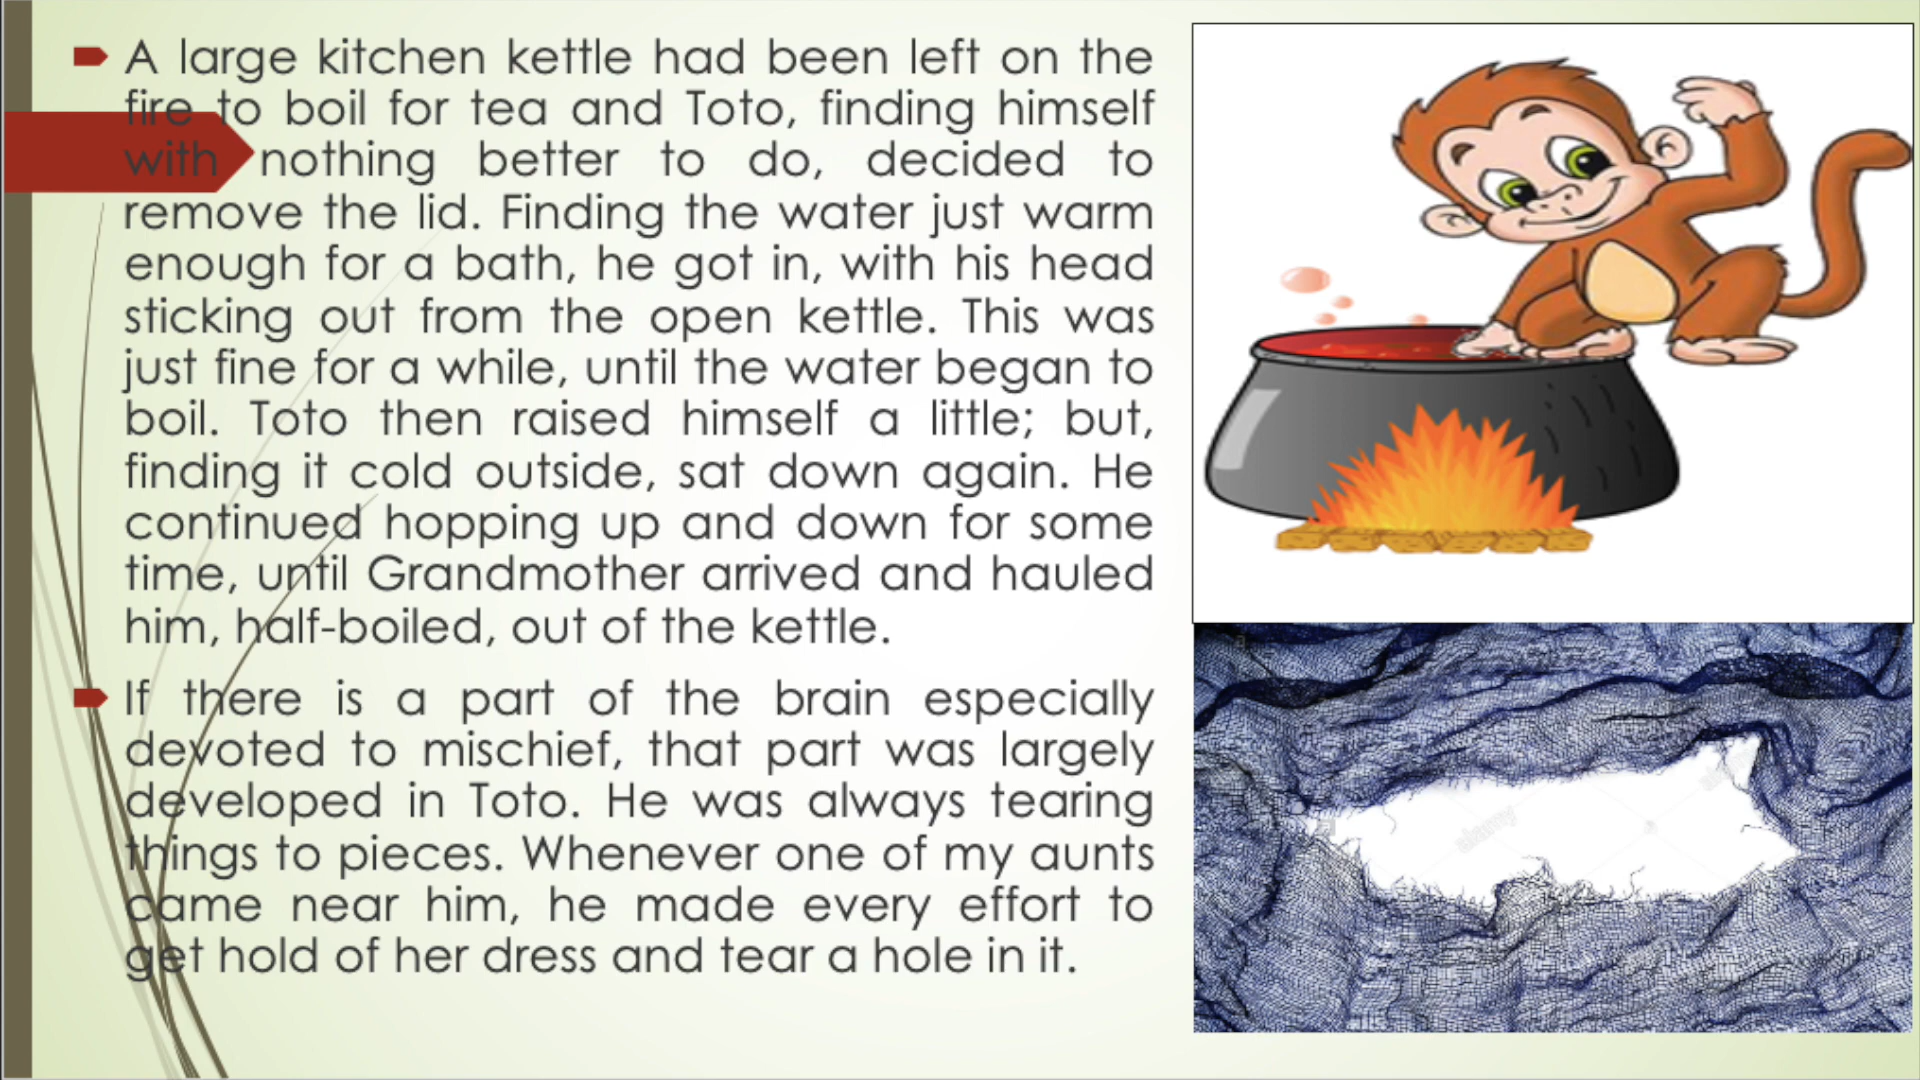 A large kitchen kettle had been left on the
fire to boil for tea and Toto, finding himself
with nothing better to do, decided to
remove the lid. Finding the water just warm
enough for a bath, he got in, with his head
sticking out from the open kettle. This was
just fine for a while, until the water began to
boil. Toto then raised himself a little; but,
finding it cold outside, sat down again. He
continued hopping up and down for some
time, until Grandmother arrived and hauled
him, half-boiled, out of the kettle.
If there is a part of the brain especially
devoted to mischief, that part was largely
developed in Toto. He was always tearing
things to pieces. Whenever one of my aunts
came near him, he made every effort to
get hold of her dress and tear a hole in it.